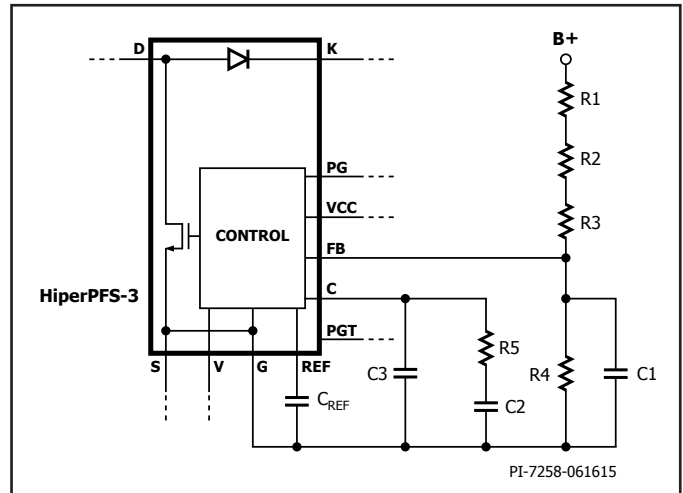 D
K
B+
R1
R2
R3
PG
VCC
CONTROL
FB
HiperPFS-3
C
PGT
R5
R4
C1
C3
C2
S
V
G
REF
CREF
PI-7258-061615